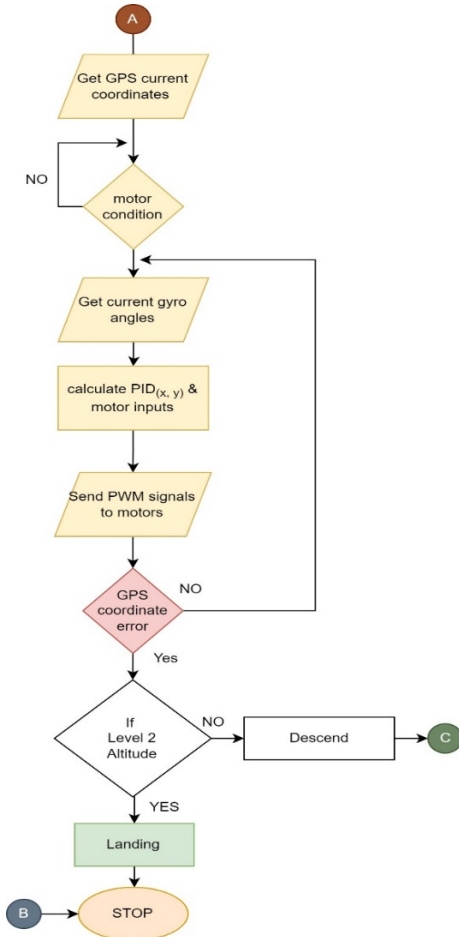 A
Get GPS current
coordinates
NO
motor
condition
Get current gyro
angles
calculate PID(x, y) &
motor inputs
Send PWM signals
to motors
NO
GPS
coordinate
error
Yes
If
Level 2
Altitude
NO
Descend
C
YES
Landing
B
STOP